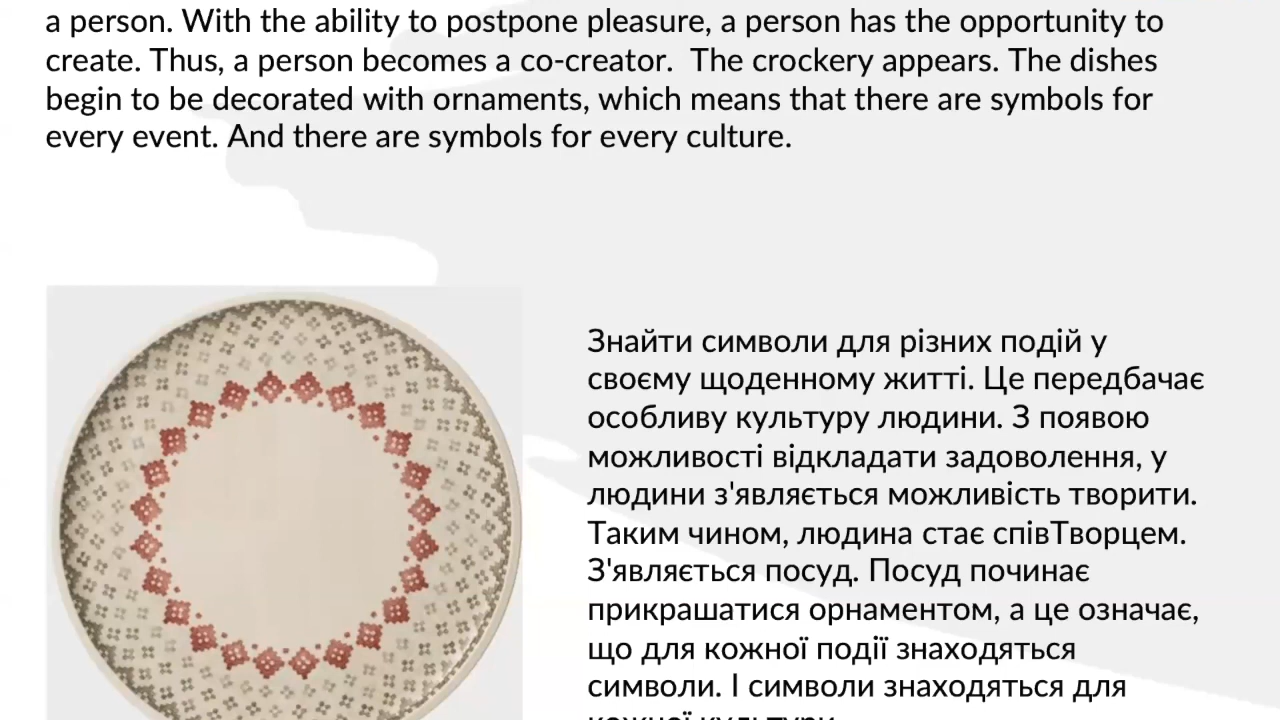 a person. With the ability to postpone pleasure, a person has the opportunity to
create. Thus, a person becomes a co-creator.  The crockery appears. The dishes
begin to be decorated with ornaments, which means that there are symbols for
every event. And there are symbols for every culture.
Знайти символи для різних подій у
своєму щоденному житті. Це передбачає
особливу культуру людини. З появою
можливості відкладати задоволення, у
людини з'являється можливість творити.
Таким чином, людина стає співТворцем.
З'являється посуд. Посуд починає
прикрашатися орнаментом, а це означає,
що для кожної події знаходяться
символи. І символи знаходяться для
кожної культури.